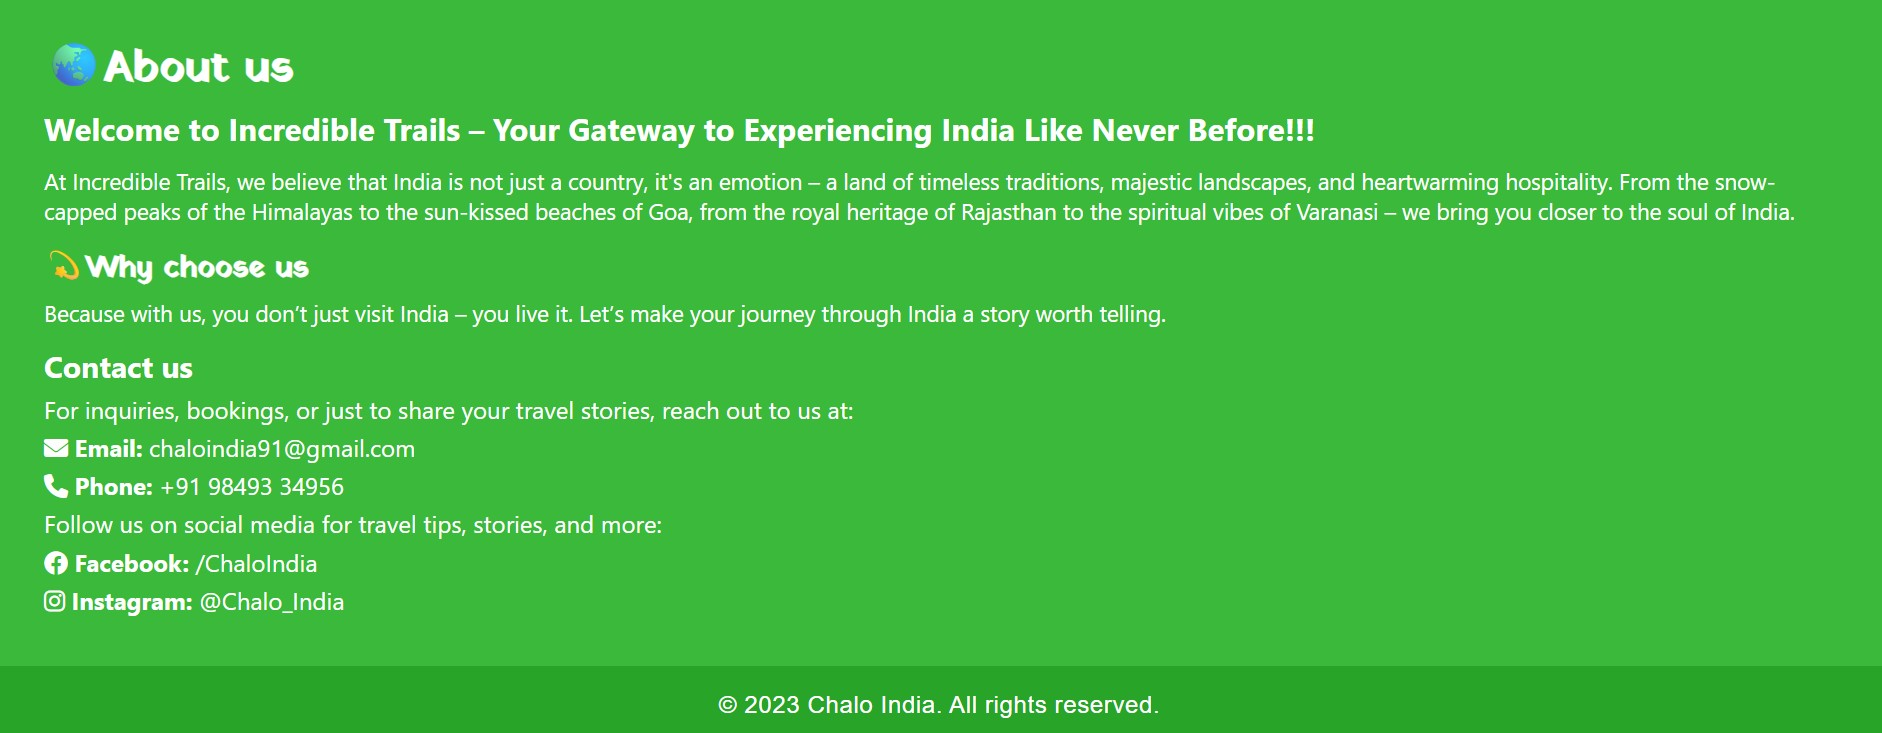 About us
Welcome to Incredible Trails – Your Gateway to Experiencing India Like Never Before!!!
At Incredible Trails, we believe that India is not just a country, it's an emotion – a land of timeless traditions, majestic landscapes, and heartwarming hospitality. From the snow-
capped peaks of the Himalayas to the sun-kissed beaches of Goa, from the royal heritage of Rajasthan to the spiritual vibes of Varanasi – we bring you closer to the soul of India.
Why choose us
Because with us, you don’t just visit India – you live it. Let’s make your journey through India a story worth telling.
Contact us
For inquiries, bookings, or just to share your travel stories, reach out to us at:
Email: chaloindia91@gmail.com
Phone: +91 98493 34956
Follow us on social media for travel tips, stories, and more:
Facebook: /ChaloIndia
Instagram: @Chalo_India
© 2023 Chalo India. All rights reserved.